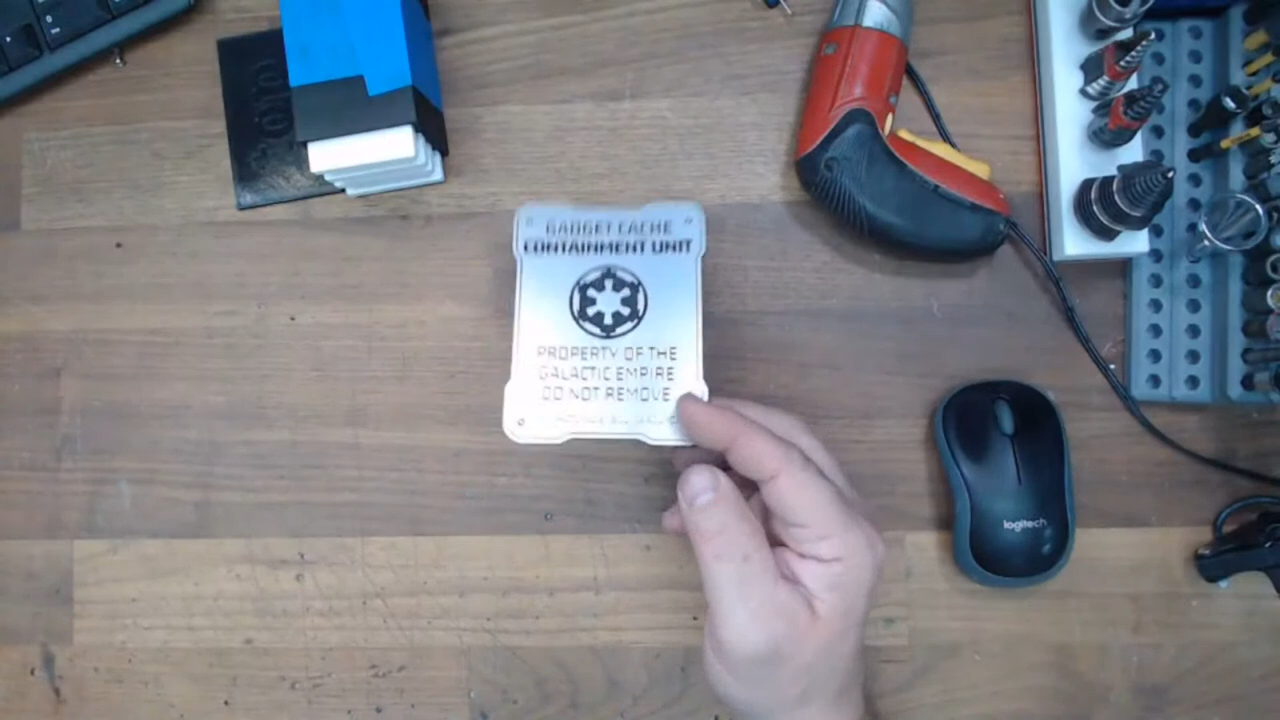 GADGET CACHE
CONTAINMENT UNIT
PROPERTY OF THE
GALACTIC EMPIRE
DO NOT REMOVE
logitech